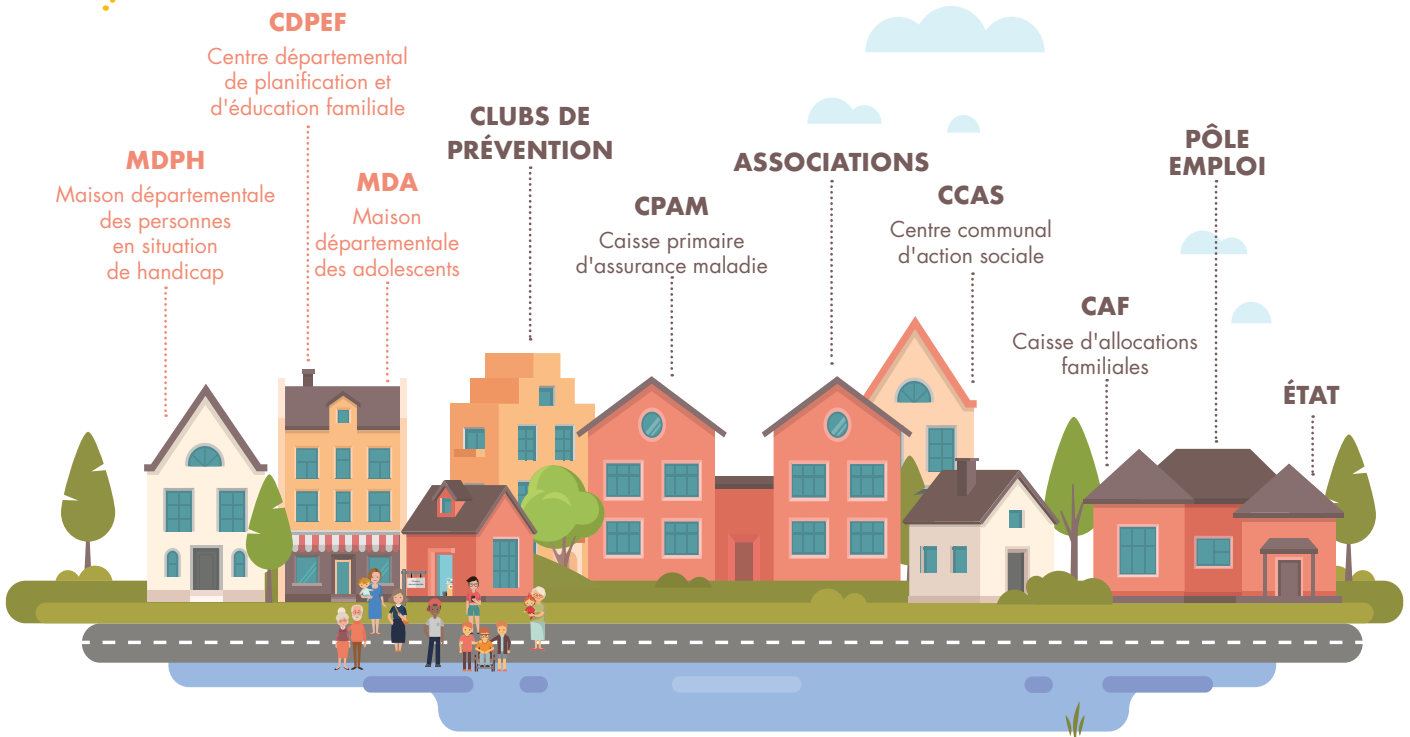 CDPEF
Centre départemental
de planification et
d'éducation familiale
MDPH
Maison départementale
des personnes
en situation
de handicap
MDA
Maison
départementale
des adolescents
CLUBS DE
PRÉVENTION
CPAM
Caisse primaire
d'assurance maladie
ASSOCIATIONS
CCAS
Centre communal
d'action sociale
CAF
Caisse d'allocations
familiales
PÔLE
EMPLOI
ÉTAT